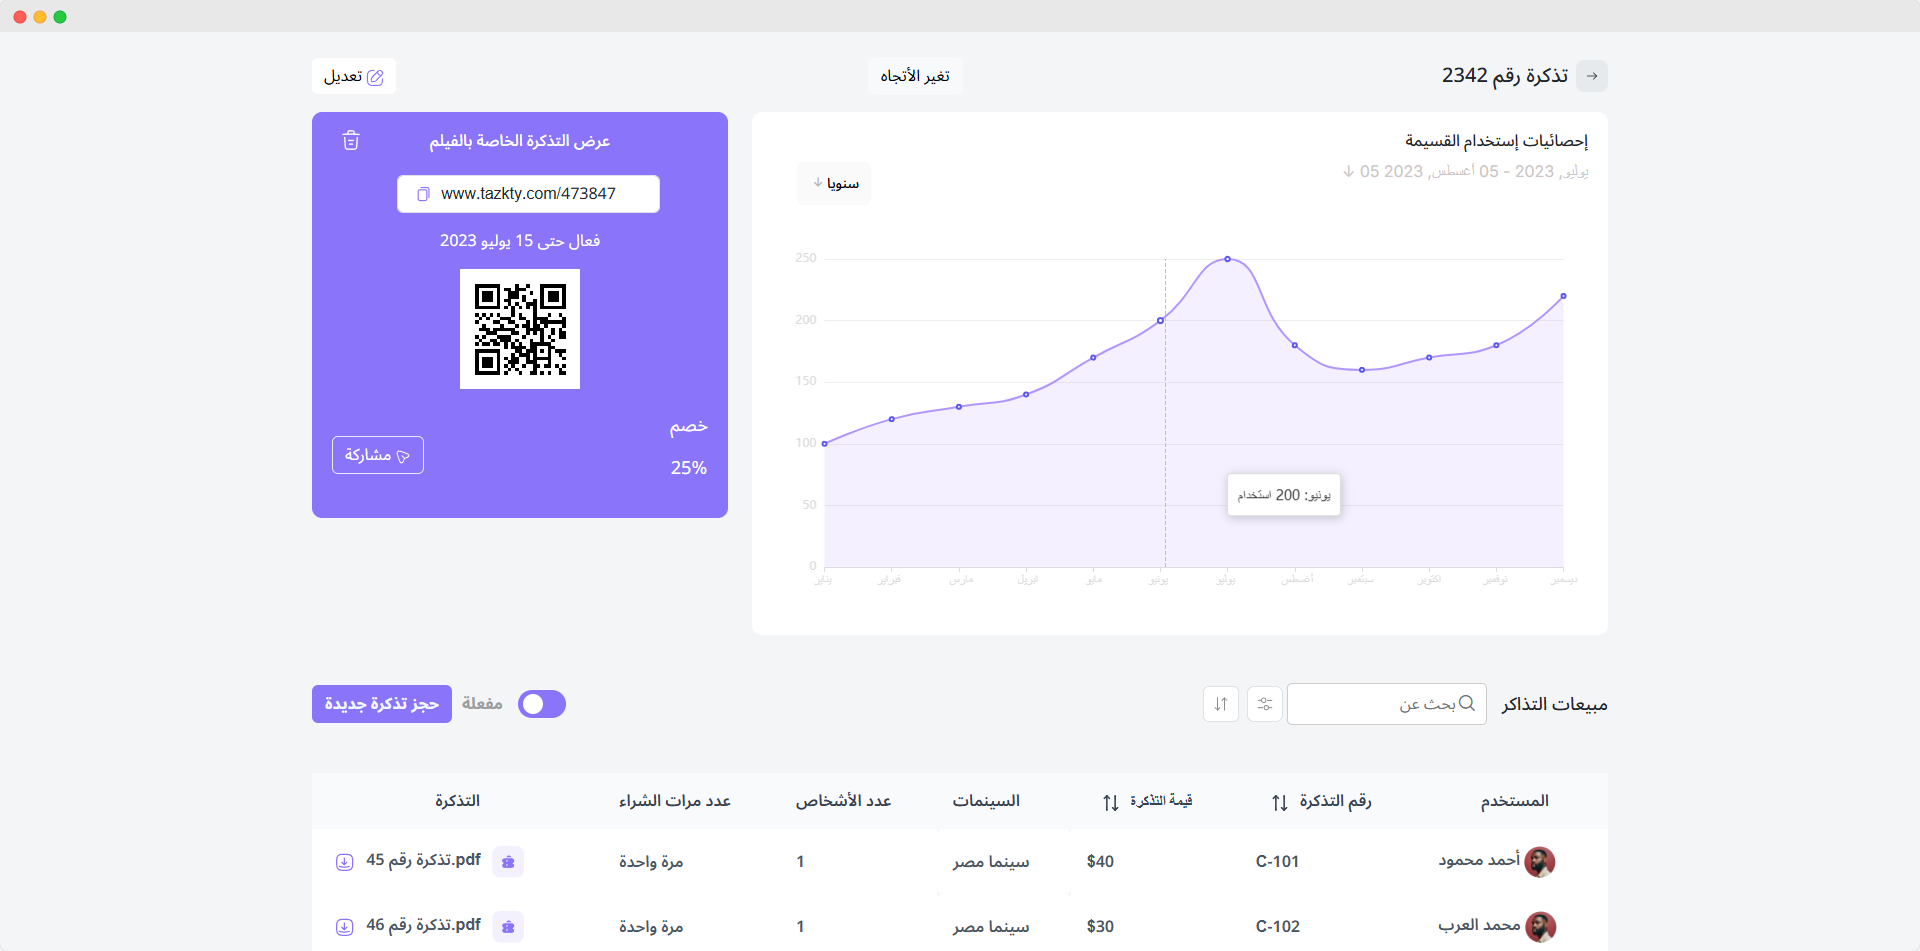 تذكرة رقم 2342
تغير الأتجاه
تعديل
إحصائيات إستخدام القسيمة
يوليو, 2023 - 05 أغسطس, 2023 05
سنويا
250
200
150
100
50
0
يونيو: 200 استخدام
يناير
فبراير
مارس
ابريل
مايو
يونيو
يوليو
أغسطس
سبتمبر
اكتوبر
نوفمبر
ديسمبر
عرض التذكرة الخاصة بالفيلم
www.tazkty.com/473847
فعال حتى 15 يوليو 2023
خصم
25%
مشاركة
مبيعات التذاكر
بحث عن
مفعلة
حجز تذكرة جديدة
المستخدم رقم التذكرة قيمة التذكرة السينمات عدد الأشخاص عدد مرات الشراء التذكرة
أحمد محمود C-101 $40 سينما مصر 1 مرة واحدة تذكرة رقم 45.pdf
محمد العرب C-102 $30 سينما مصر 1 مرة واحدة تذكرة رقم 46.pdf